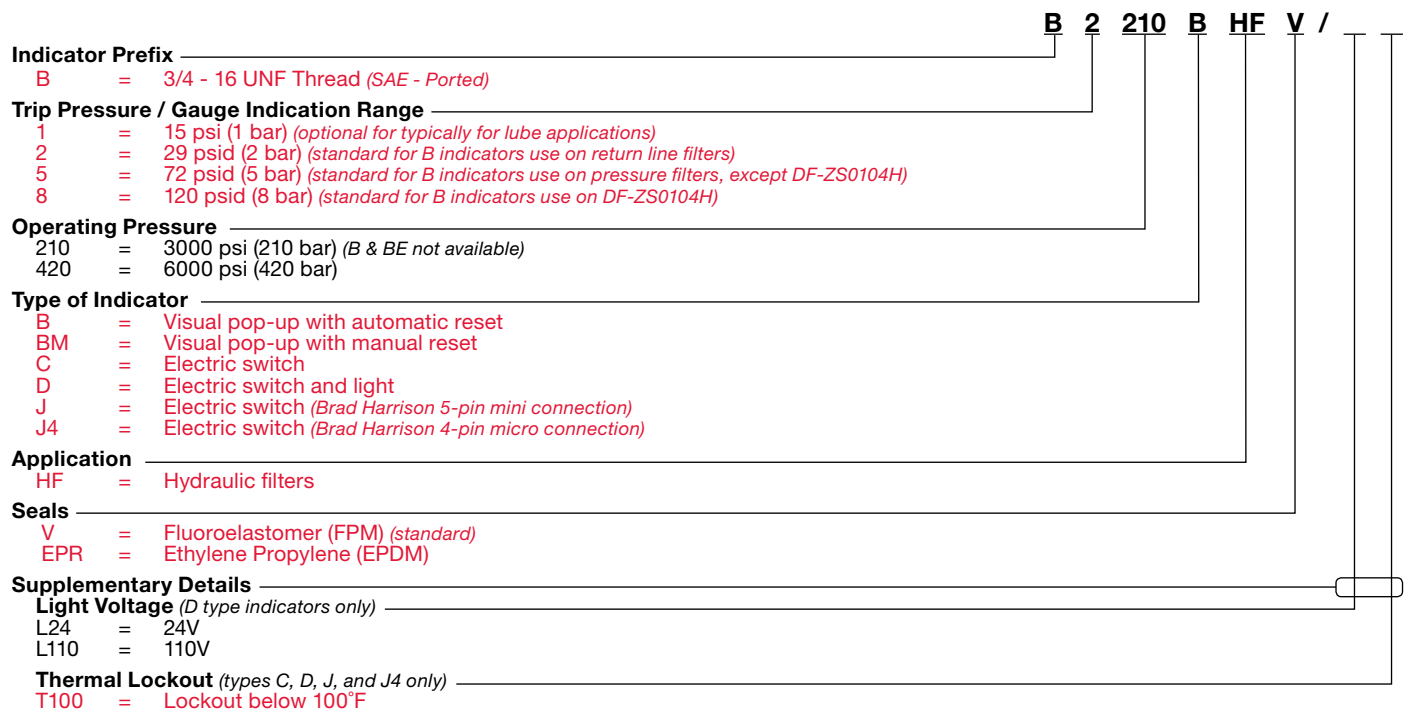 B 2 210 B HF V /
Indicator Prefix
B = 3/4 - 16 UNF Thread (SAE - Ported)
Trip Pressure / Gauge Indication Range
1 = 15 psi (1 bar) (optional for typically for lube applications)
2 = 29 psid (2 bar) (standard for B indicators use on return line filters)
5 = 72 psid (5 bar) (standard for B indicators use on pressure filters, except DF-ZS0104H)
8 = 120 psid (8 bar) (standard for B indicators use on DF-ZS0104H)
Operating Pressure
210 = 3000 psi (210 bar) (B & BE not available)
420 = 6000 psi (420 bar)
Type of Indicator
B = Visual pop-up with automatic reset
BM = Visual pop-up with manual reset
C = Electric switch
D = Electric switch and light
J = Electric switch (Brad Harrison 5-pin mini connection)
J4 = Electric switch (Brad Harrison 4-pin micro connection)
Application
HF = Hydraulic filters
Seals
V = Fluoroelastomer (FPM) (standard)
EPR = Ethylene Propylene (EPDM)
Supplementary Details
Light Voltage (D type indicators only)
L24 = 24V
L110 = 110V
Thermal Lockout (types C, D, J, and J4 only)
T100 = Lockout below 100°F